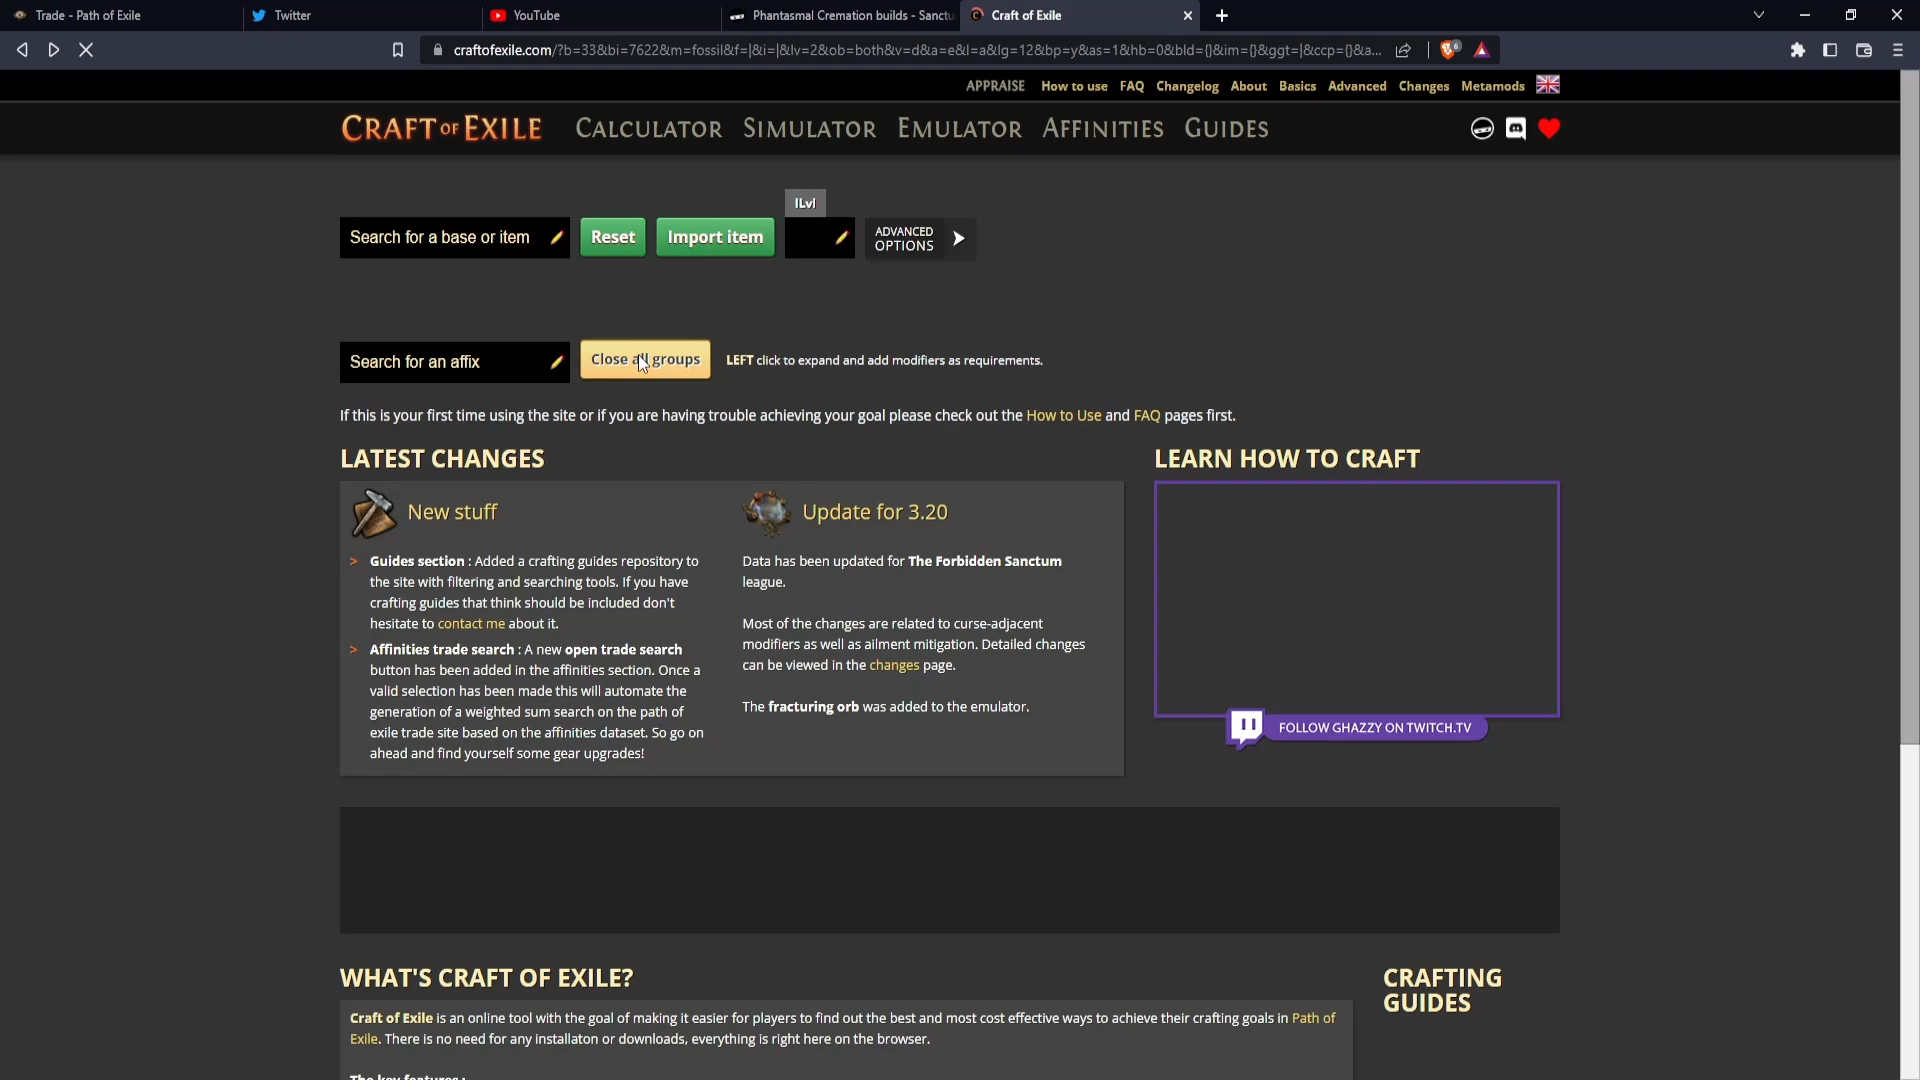 Trade - Path of Exile
Twitter
YouTube
Phantasmal Cremation builds - Sanctu
Craft of Exile
craftofexile.com/?b=33&bi=7622&m=fossil&f=|&i=|&lv=2&ob=both&v=d&a=e&l=a&lg=12&bp=y&as=1&hb=0&bld={}&im={}&ggt=|&ccp={}&a...
APPRAISE How to use FAQ Changelog About Basics Advanced Changes Metamods
CRAFT OF EXILE CALCULATOR SIMULATOR EMULATOR AFFINITIES GUIDES
ILvl
Search for a base or item Reset Import item ADVANCED
OPTIONS
Search for an affix Close all groups LEFT click to expand and add modifiers as requirements.
If this is your first time using the site or if you are having trouble achieving your goal please check out the How to Use and FAQ pages first.
LATEST CHANGES
New stuff
> Guides section : Added a crafting guides repository to
the site with filtering and searching tools. If you have
crafting guides that think should be included don't
hesitate to contact me about it.
> Affinities trade search : A new open trade search
button has been added in the affinities section. Once a
valid selection has been made this will automate the
generation of a weighted sum search on the path of
exile trade site based on the affinities dataset. So go on
ahead and find yourself some gear upgrades!
Update for 3.20
Data has been updated for The Forbidden Sanctum
league.
Most of the changes are related to curse-adjacent
modifiers as well as ailment mitigation. Detailed changes
can be viewed in the changes page.
The fracturing orb was added to the emulator.
LEARN HOW TO CRAFT
FOLLOW GHAZZY ON TWITCH.TV
WHAT'S CRAFT OF EXILE?
Craft of Exile is an online tool with the goal of making it easier for players to find out the best and most cost effective ways to achieve their crafting goals in Path of
Exile. There is no need for any installaton or downloads, everything is right here on the browser.
The key features :
CRAFTING
GUIDES